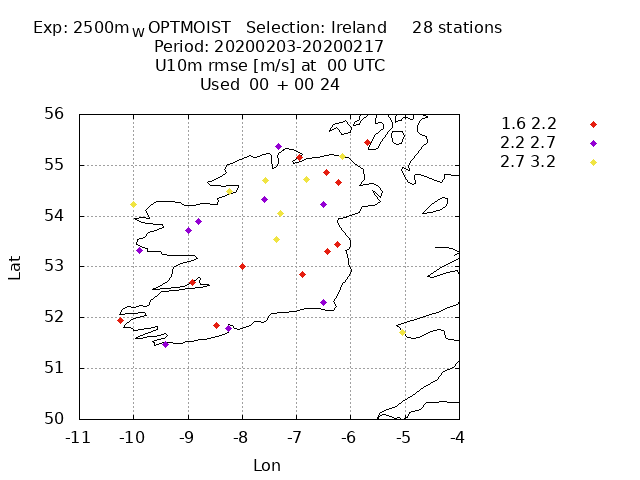 Exp: 2500mW OPTMOIST Selection: Ireland 28 stations
Period: 20200203-20200217
U10m rmse [m/s] at 00 UTC
Used 00 + 00 24
1.6 2.2
2.2 2.7
2.7 3.2
56
55
54
53
52
51
50
Lat
-11 -10 -9 -8 -7 -6 -5 -4
Lon